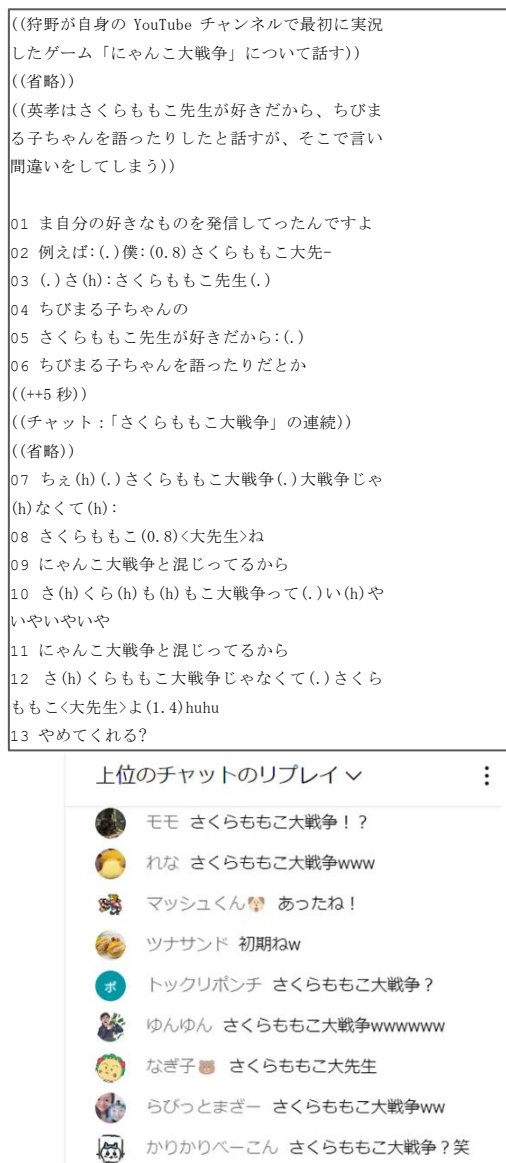 ((狩野が自身の YouTube チャンネルで最初に実況
したゲーム「にゃんこ大戦争」について話す))
((省略))
((英孝はさくらももこ先生が好きだから、ちびま
る子ちゃんを語ったりしたと話すが、そこで言い
間違いをしてしまう))
01 ま自分の好きなものを発信してったんですよ
02 例えば:(.)僕:(0.8)さくらももこ大先-
03 (.)さ(h):さくらももこ先生(.)
04 ちびまる子ちゃんの
05 さくらももこ先生が好きだから:(.)
06 ちびまる子ちゃんを語ったりだとか
((++5 秒))
((チャット:「さくらももこ大戦争」の連続))
((省略))
07 ちぇ(h)(.)さくらももこ大戦争(.)大戦争じゃ
(h)なくて(h):
08 さくらももこ(0.8)<大先生>ね
09 にゃんこ大戦争と混じってるから
10 さ(h)くら(h)も(h)もこ大戦争って(.)い(h)や
いやいやいや
11 にゃんこ大戦争と混じってるから
12 さ(h)くらももこ大戦争じゃなくて(.)さくら
ももこ<大先生>よ(1.4)huhu
13 やめてくれる?
上位のチャットのリプレイ
モモ さくらももこ大戦争!?
れな さくらももこ大戦争www
マッシュくん あったね!
ツナサンド 初期ねw
ポ トックリポンチ さくらももこ大戦争?
ゆんゆん さくらももこ大戦争wwwwww
なぎ子 さくらももこ大先生
らびっとまざー さくらももこ大戦争ww
かりかりべーこん さくらももこ大戦争?笑